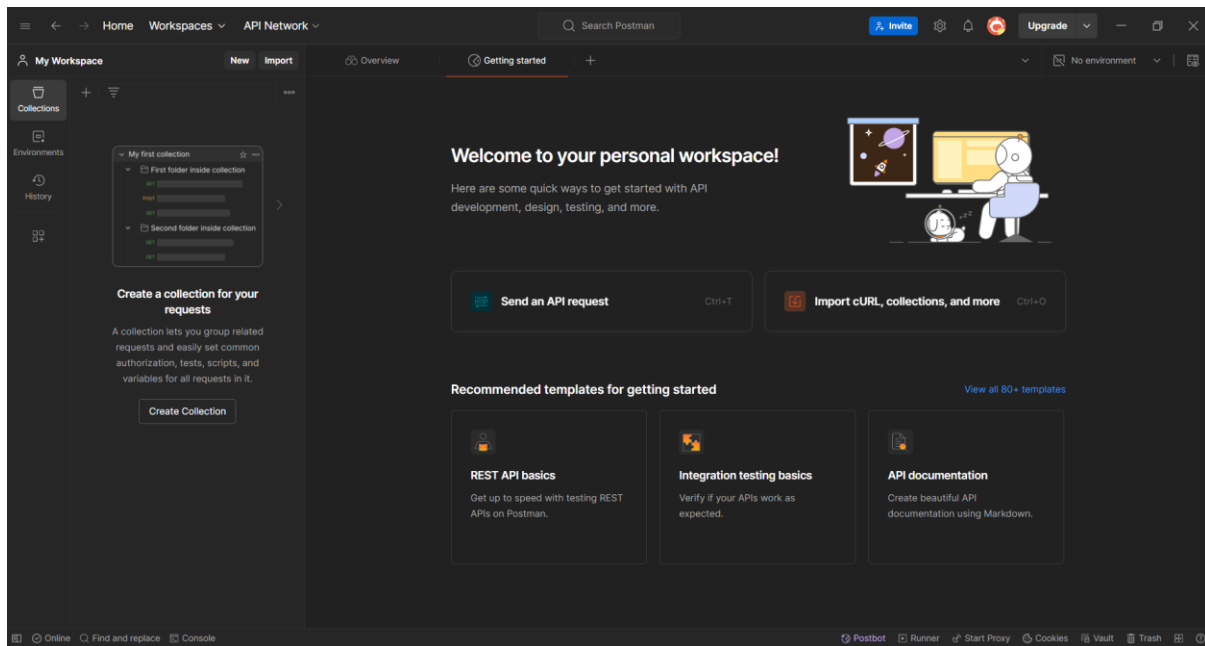 Home Workspaces API Network Search Postman Invite Upgrade
My Workspace New Import Overview Getting started No environment
Collections
Environments
History
My first collection
First folder inside collection
GET
POST
GET
Second folder inside collection
GET
GET
Create a collection for your
requests
A collection lets you group related
requests and easily set common
authorization, tests, scripts, and
variables for all requests in it.
Create Collection
Welcome to your personal workspace!
Here are some quick ways to get started with API
development, design, testing, and more.
zzz
Send an API request Ctrl+T
Import cURL, collections, and more Ctrl+O
Recommended templates for getting started View all 80+ templates
REST API basics
Get up to speed with testing REST
APIs on Postman.
Integration testing basics
Verify if your APIs work as
expected.
API documentation
Create beautiful API
documentation using Markdown.
Online Find and replace Console Postbot Runner Start Proxy Cookies Vault Trash